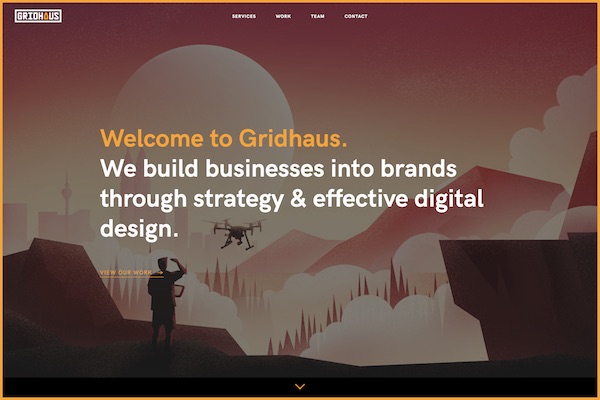 GRIDHAUS
SERVICES WORK TEAM CONTACT
Welcome to Gridhaus.
We build businesses into brands
through strategy & effective digital
design.
VIEW OUR WORK